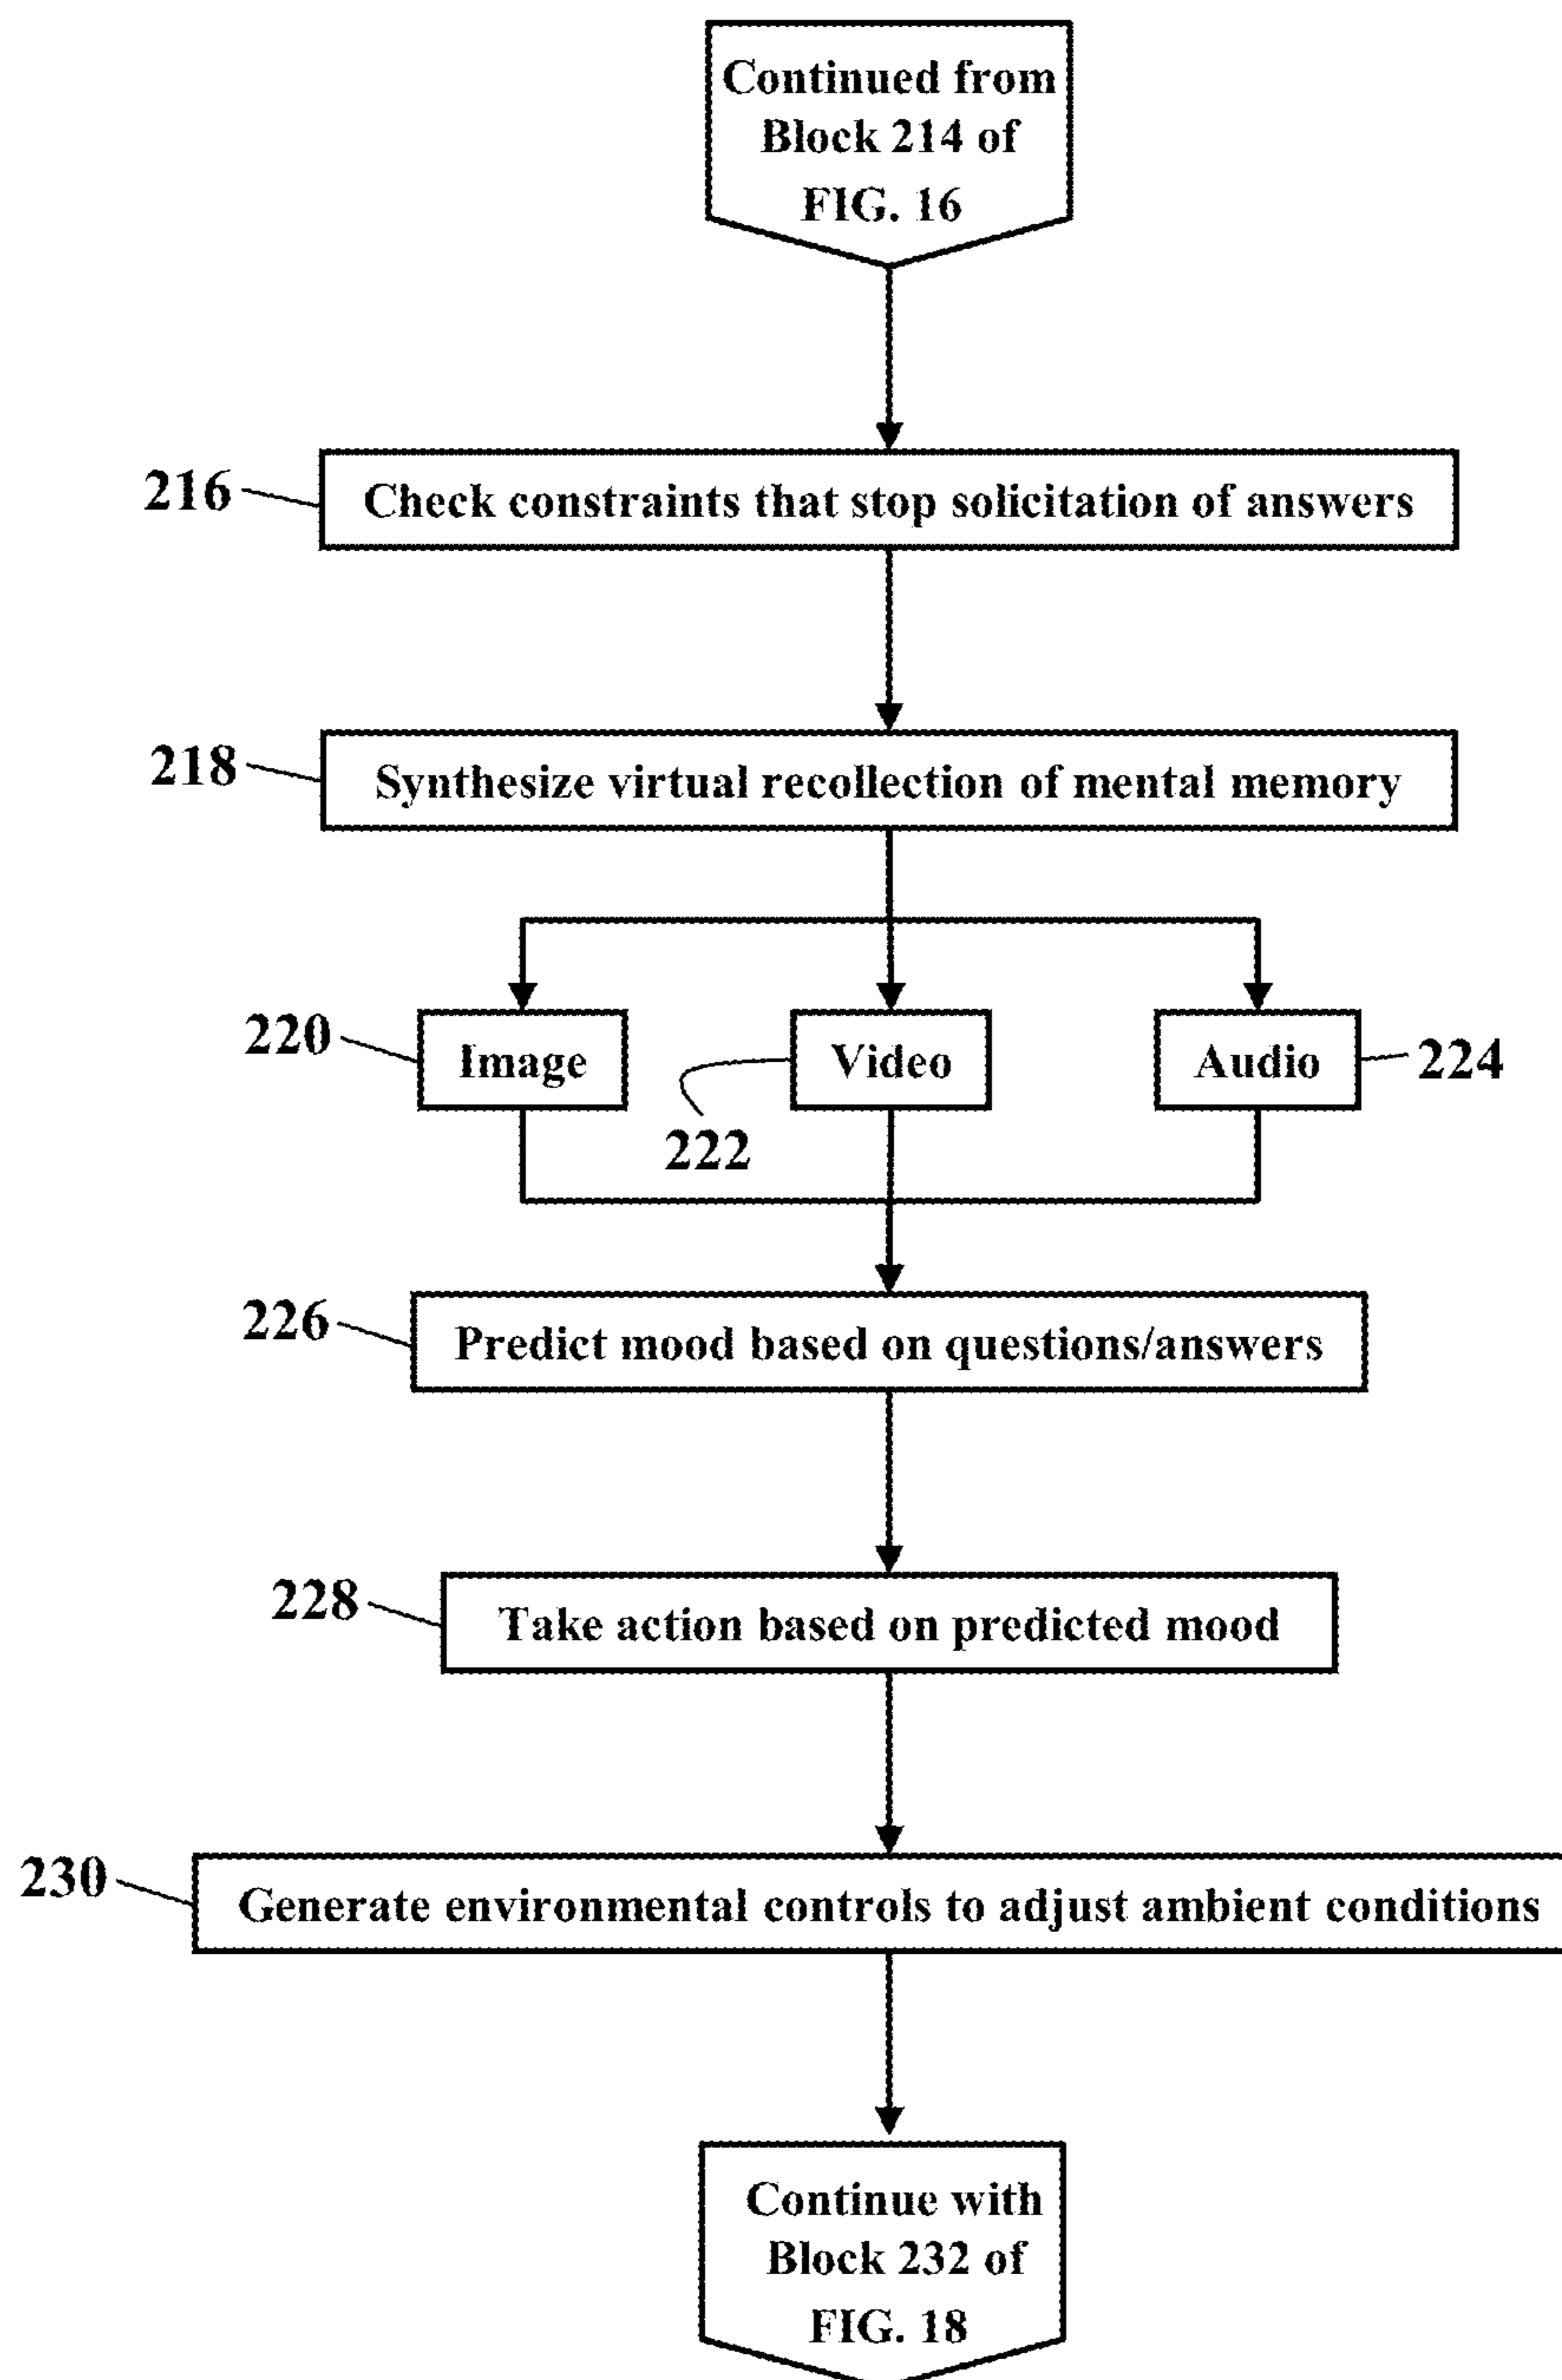 Continued from
Block 214 of
FIG. 16
216
Check constraints that stop solicitation of answers
218
Synthesize virtual recollection of mental memory
220
Image
Video
Audio
224
222
226
Predict mood based on questions/answers
228
Take action based on predicted mood
230
Generate environmental controls to adjust ambient conditions
Continue with
Block 232 of
FIG. 18